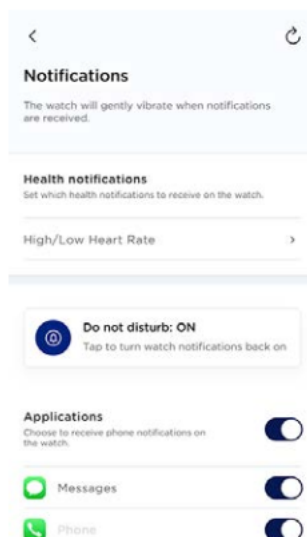 Notifications
The watch will gently vibrate when notifications
are received.
Health notifications
Set which health notifications to receive on the watch.
High/Low Heart Rate
Do not disturb: ON
Tap to turn watch notifications back on
Applications
Choose to receive phone notifications on
the watch.
Messages
Phone